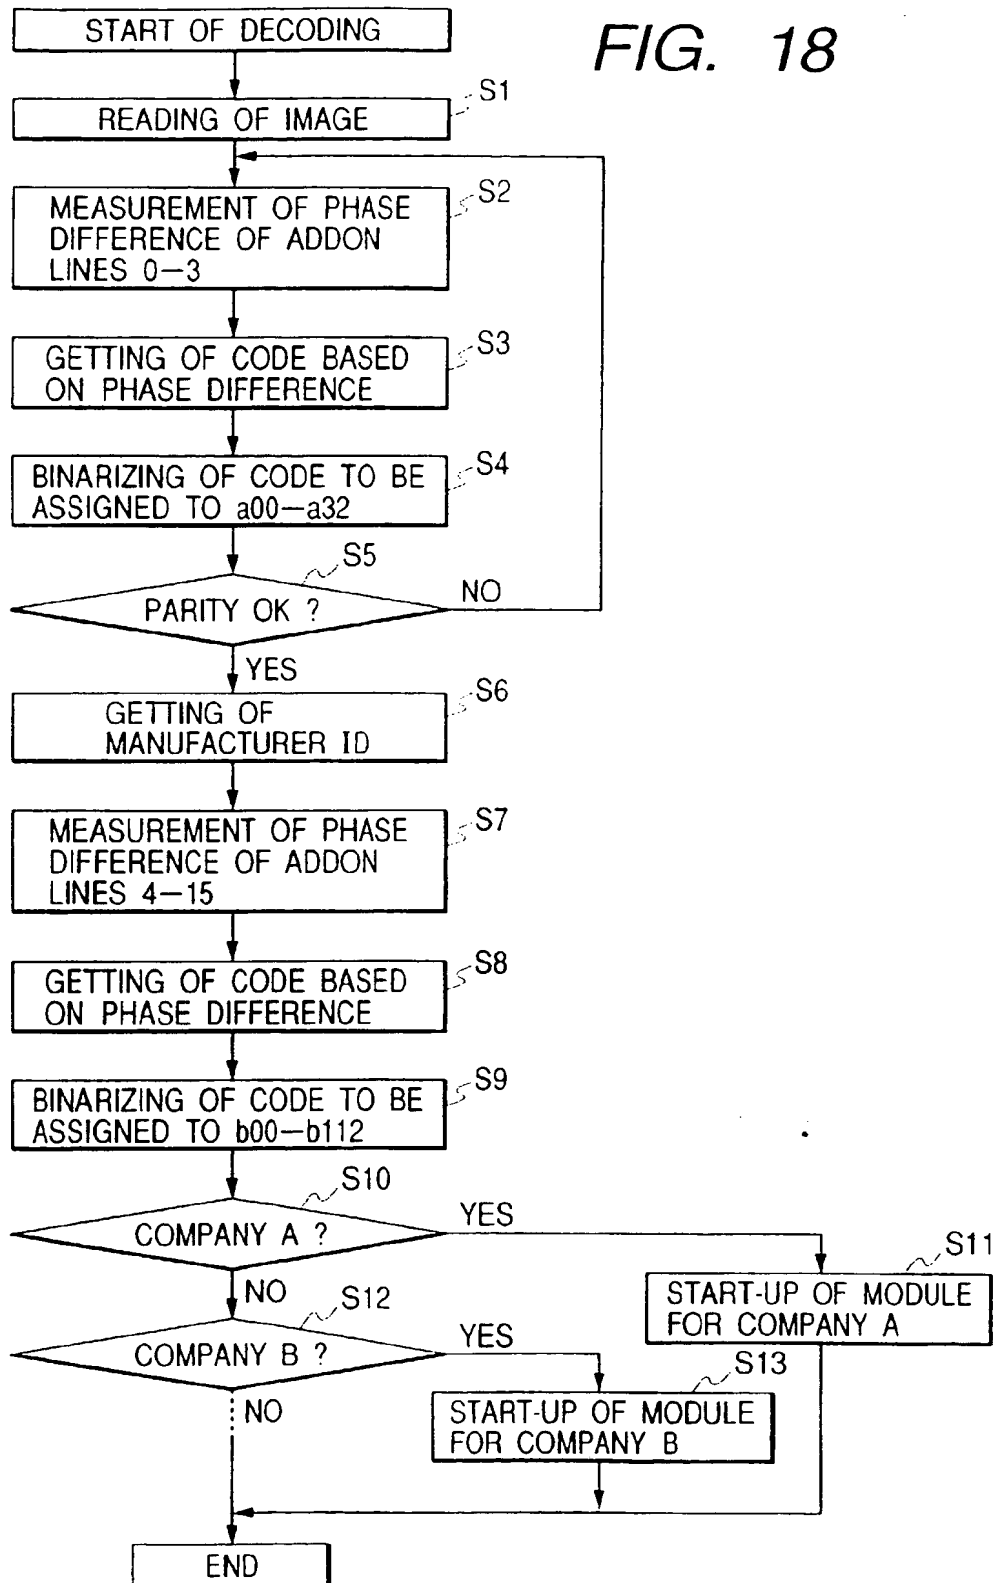 FIG. 18
START OF DECODING
S1
READING OF IMAGE
S2
MEASUREMENT OF PHASE
DIFFERENCE OF ADDON
LINES 0-3
S3
GETTING OF CODE BASED
ON PHASE DIFFERENCE
S4
BINARIZING OF CODE TO BE
ASSIGNED TO a00-a32
S5
PARITY OK ?
NO
YES
S6
GETTING OF
MANUFACTURER ID
S7
MEASUREMENT OF PHASE
DIFFERENCE OF ADDON
LINES 4-15
S8
GETTING OF CODE BASED
ON PHASE DIFFERENCE
S9
BINARIZING OF CODE TO BE
ASSIGNED TO b00-b112
S10
COMPANY A ?
YES
NO
S11
START-UP OF MODULE
FOR COMPANY A
S12
COMPANY B ?
YES
NO
S13
START-UP OF MODULE
FOR COMPANY B
END